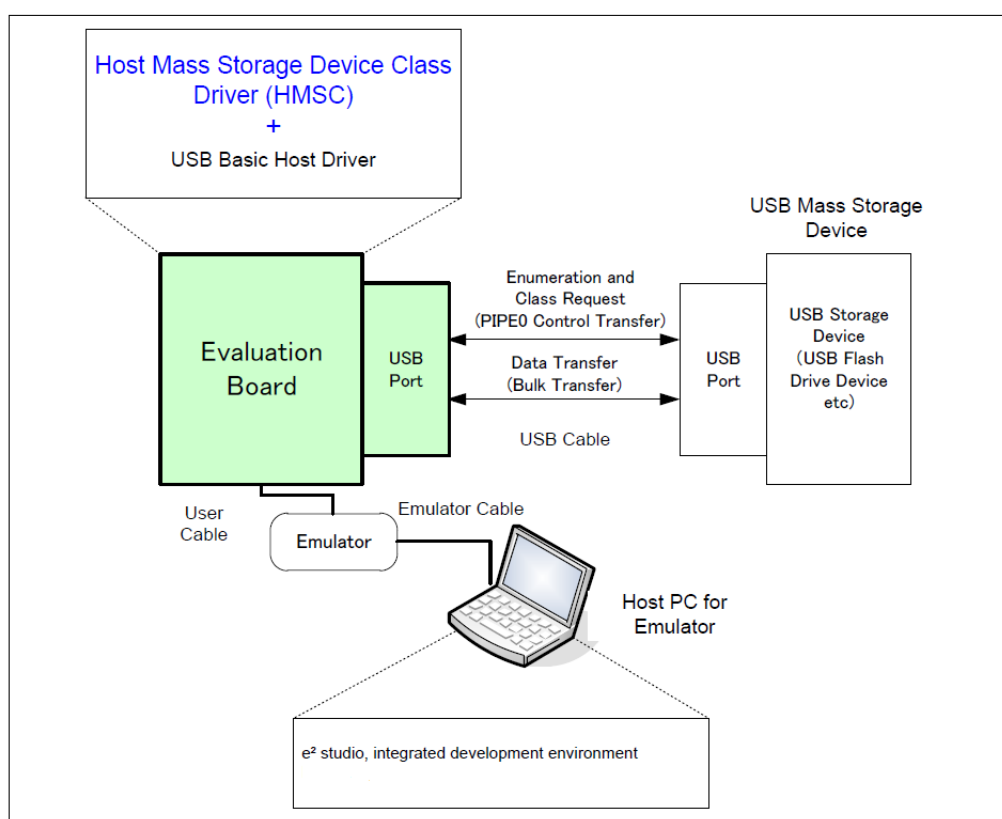 Host Mass Storage Device Class
Driver (HMSC)
+
USB Basic Host Driver
USB Mass Storage
Device
Evaluation
Board
USB
Port
Enumeration and
Class Request
(PIPE0 Control Transfer)
Data Transfer
(Bulk Transfer)
USB Cable
USB
Port
USB Storage
Device
(USB Flash
Drive Device
etc)
User
Cable
Emulator
Emulator Cable
Host PC for
Emulator
e² studio, integrated development environment